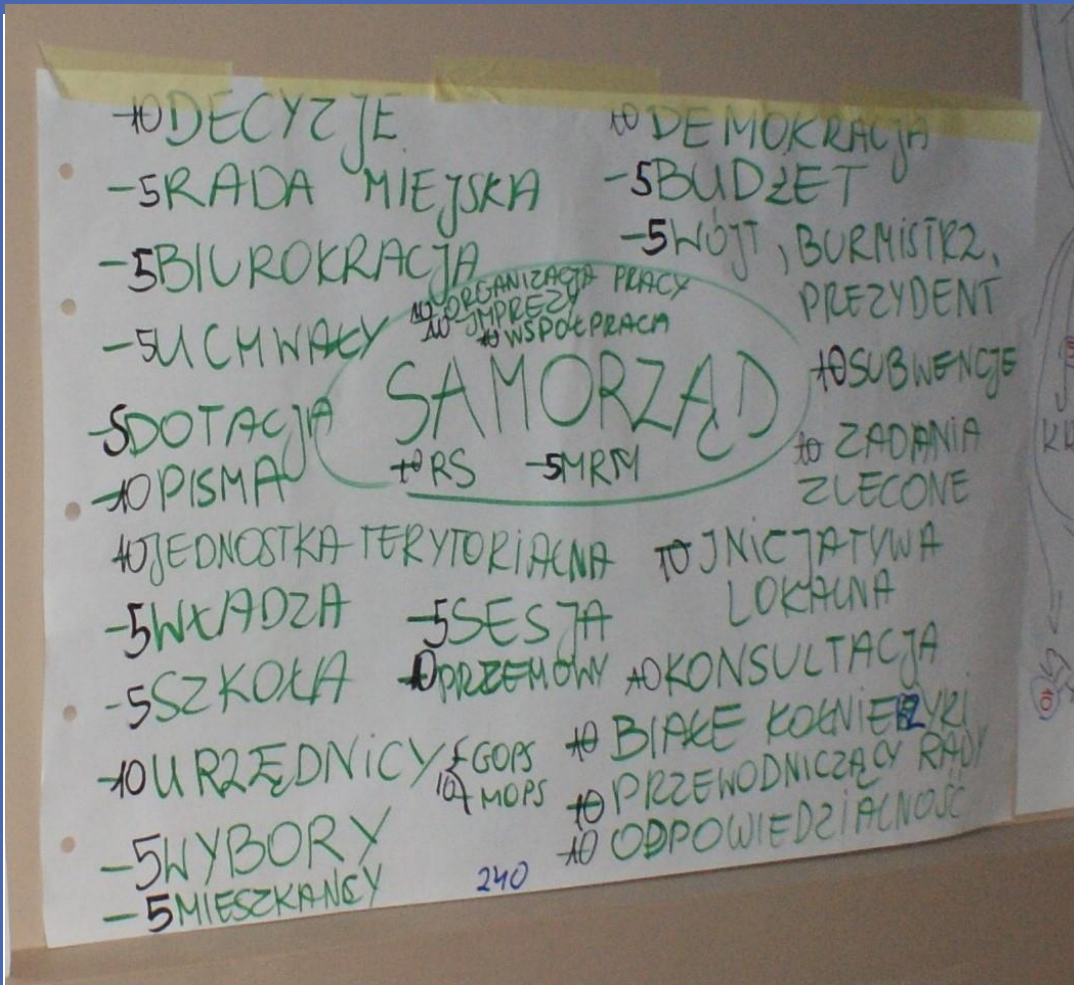 10 DECYZJE
-5 RADA MIEJSKA
-5 BIUROKRACJA
-5 UCHWAŁY
-5 DOTACJA
-10 PISMA
10 JEDNOSTKA TERYTORIALNA
-5 WŁADZA
-5 SZKOŁA
-10 URZĘDNICY
5 GOPS
10 MOPS
-5 WYBORY
-5 MIESZKAŃCY
10 ORGANIZACJA PRACY
10 IMPREZY
10 WSPÓŁPRACA
SAMORZĄD
10 RS -5 MRM
-5 SESJA
10 PRZEMOWY
240
10 DEMOKRACJA
-5 BUDŻET
-5 WÓJT, BURMISTRZ,
PREZYDENT
10 SUBWENCJE
10 ZADANIA
ZLECONE
10 INICJATYWA
LOKALNA
10 KONSULTACJA
10 BIAŁE KOŁNIERZYKI
10 PRZEWODNICZĄCY RADY
10 ODPOWIEDZIALNOŚĆ
10